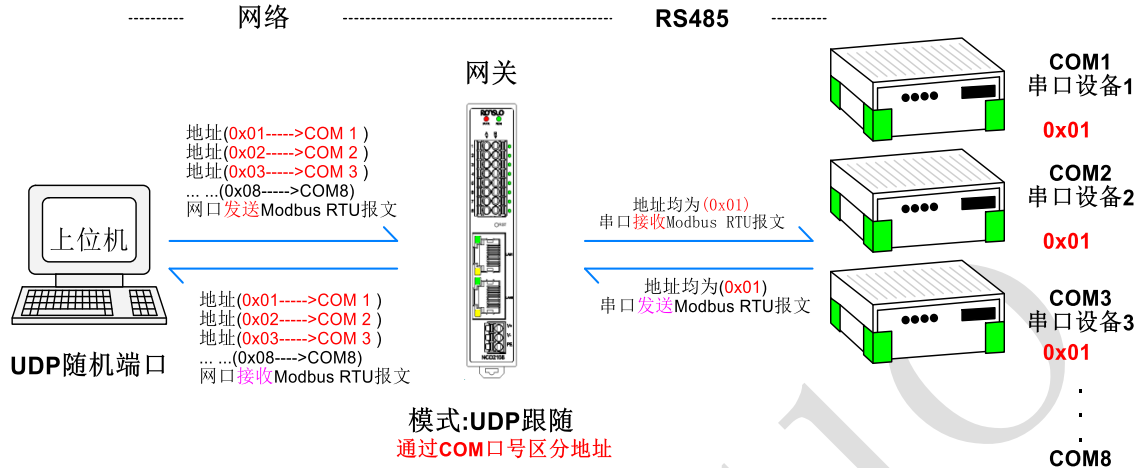 网络
RS485
网关
地址(0x01----->COM 1 )
地址(0x02----->COM 2 )
地址(0x03----->COM 3 )
... ...(0x08----->COM8)
网口发送Modbus RTU报文
上位机
地址(0x01----->COM 1 )
地址(0x02----->COM 2 )
地址(0x03----->COM 3 )
... ...(0x08---->COM8)
网口接收Modbus RTU报文
UDP随机端口
NCO2108
模式:UDP跟随
通过COM口号区分地址
地址均为(0x01)
串口接收Modbus RTU报文
地址均为(0x01)
串口发送Modbus RTU报文
COM1
串口设备1
0x01
COM2
串口设备2
0x01
COM3
串口设备3
0x01
COM8